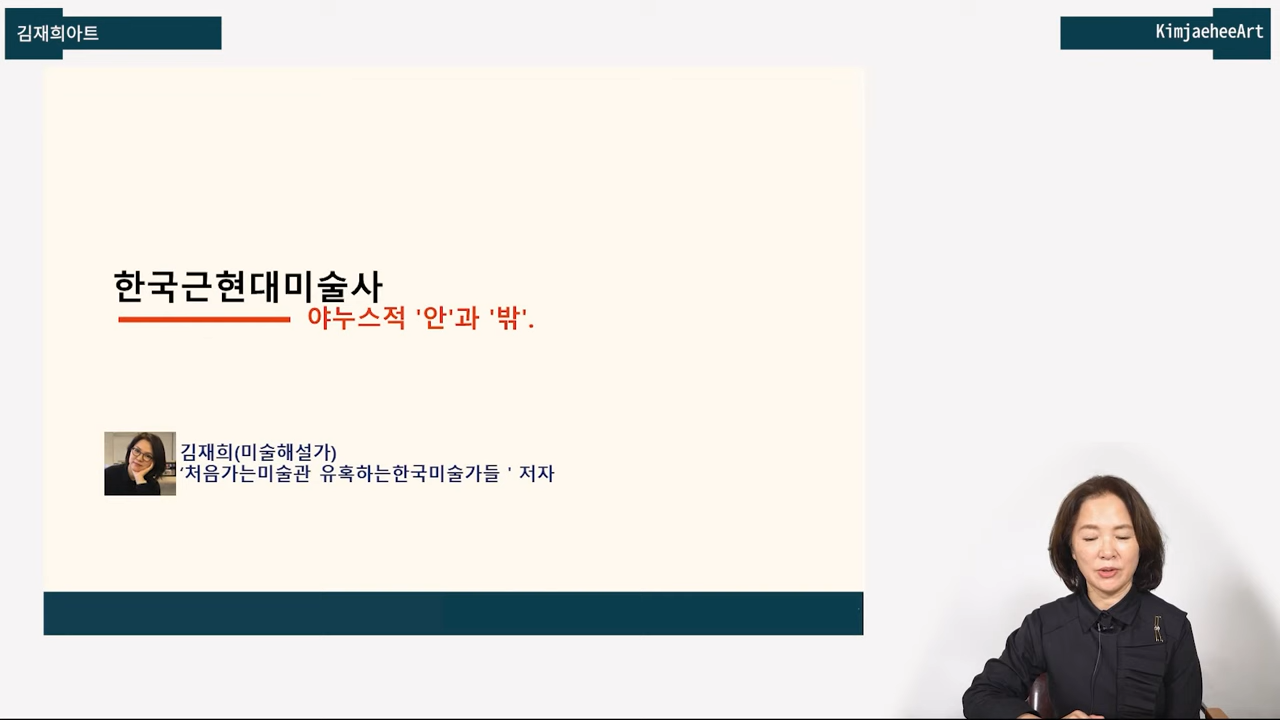 김재희아트
KimjaeheeArt
한국근현대미술사
야누스적 '안'과 '밖'.
김재희(미술해설가)
'처음가는미술관 유혹하는한국미술가들 ' 저자